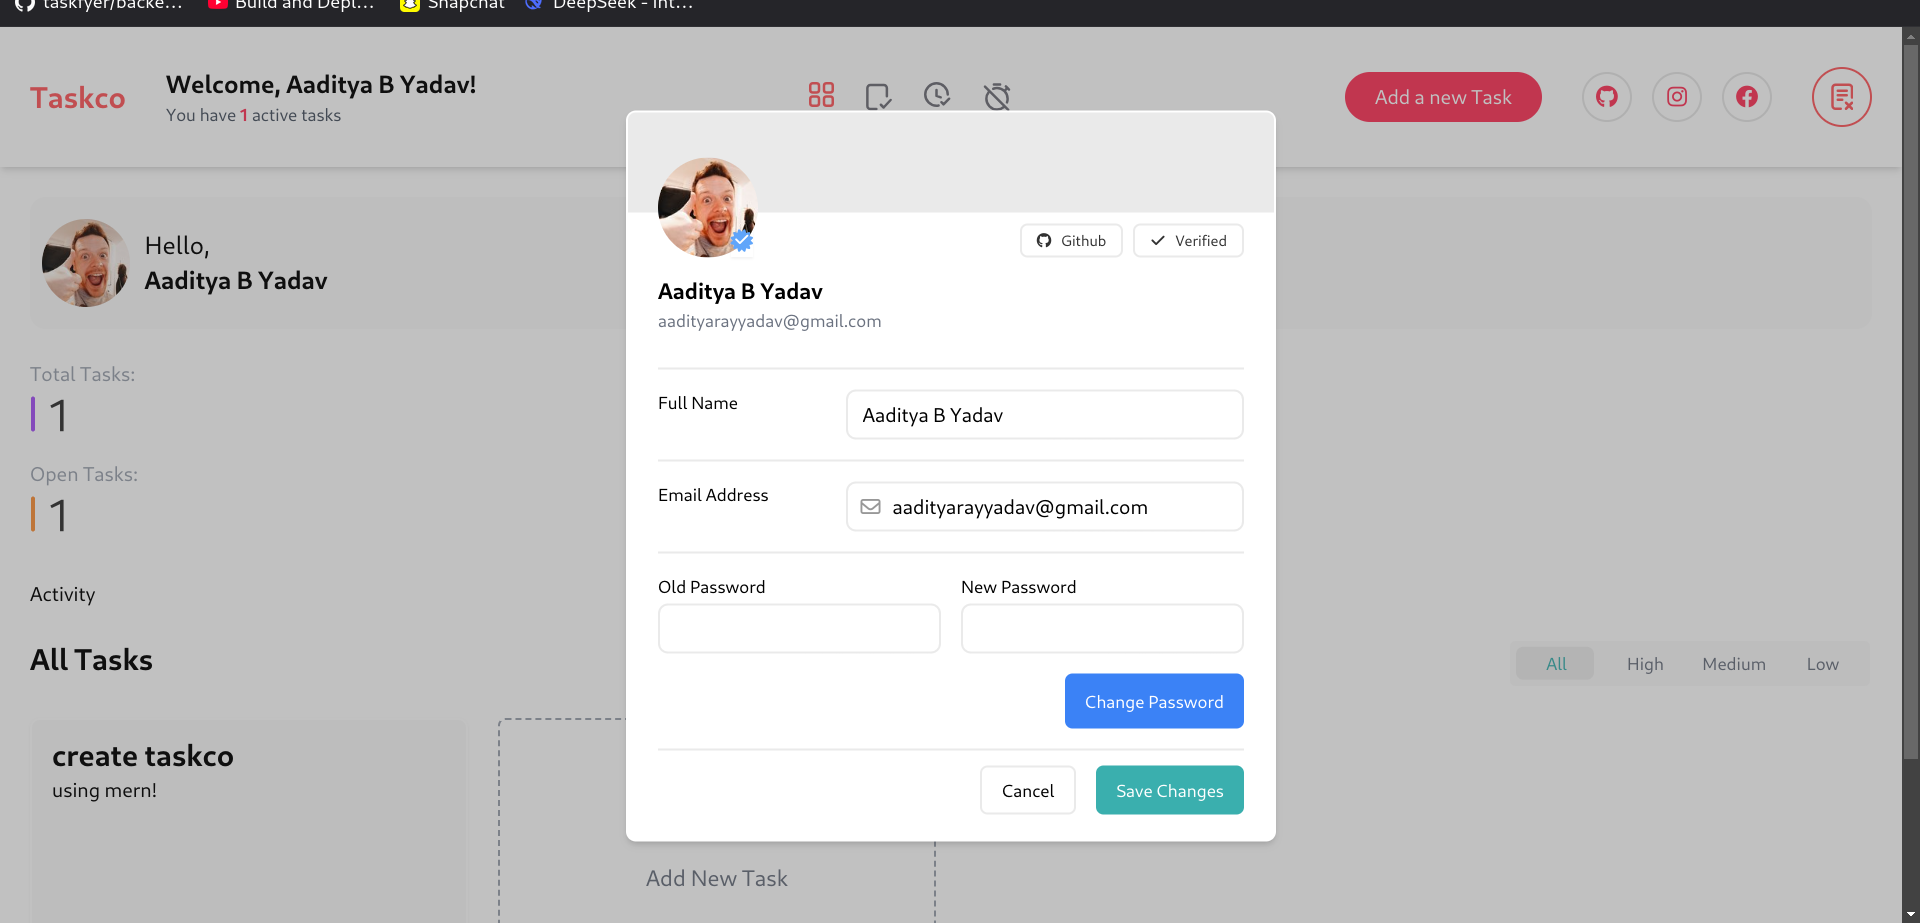 taskfyer/backe...
Build and Depl...
Snapchat
DeepSeek - Int...
Taskco
Welcome, Aaditya B Yadav!
You have 1 active tasks
Add a new Task
Hello,
Aaditya B Yadav
Total Tasks:
1
Open Tasks:
1
Activity
All Tasks
All High Medium Low
create taskco
using mern!
Add New Task
Github
Verified
Aaditya B Yadav
aadityarayyadav@gmail.com
Full Name
Aaditya B Yadav
Email Address
aadityarayyadav@gmail.com
Old Password
New Password
Change Password
Cancel
Save Changes